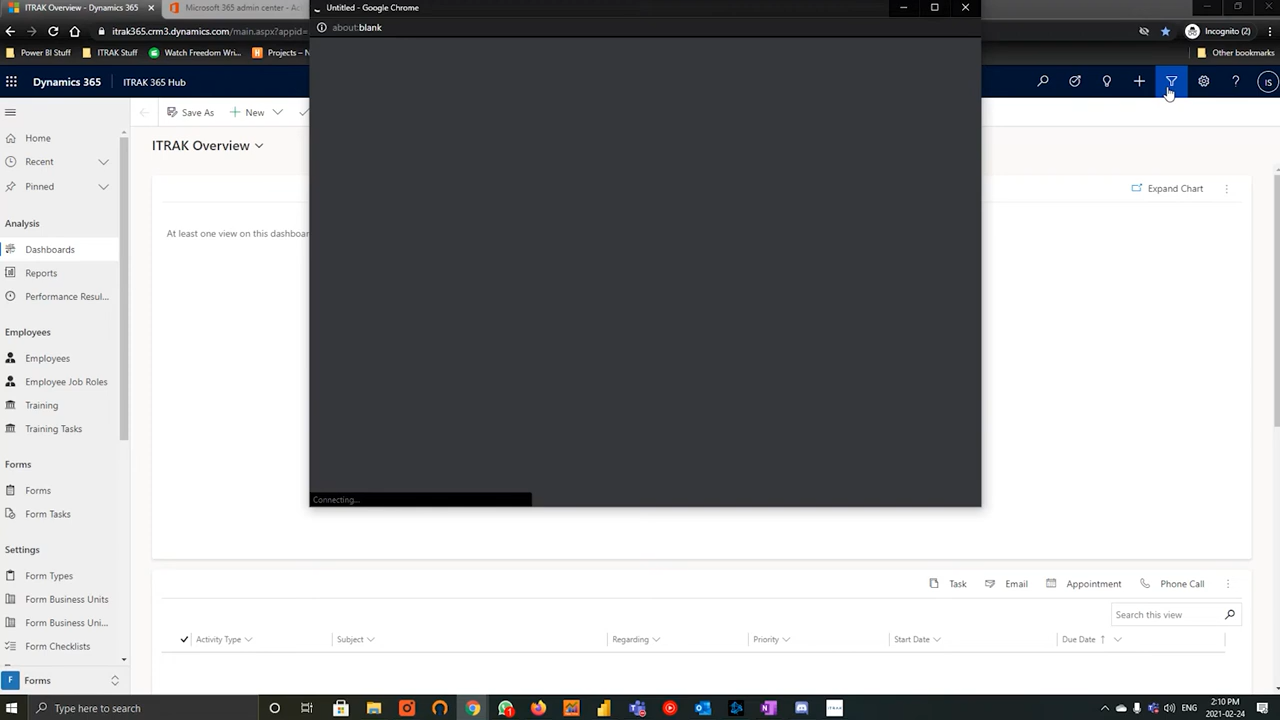 ITRAK Overview - Dynamics 365
Microsoft 365 admin center - Ac
Untitled - Google Chrome
about:blank
itrak365.crm3.dynamics.com/main.aspx?appid=
Incognito (2)
Power BI Stuff
ITRAK Stuff
Watch Freedom Wri...
Projects –
Other bookmarks
Dynamics 365
ITRAK 365 Hub
IS
Save As
New
Home
Recent
Pinned
Analysis
Dashboards
Reports
Performance Resul...
Employees
Employees
Employee Job Roles
Training
Training Tasks
Forms
Forms
Form Tasks
Settings
Form Types
Form Business Units
Form Business Uni...
Form Checklists
F Forms
ITRAK Overview
Expand Chart
At least one view on this dashboar
Connecting...
Task
Email
Appointment
Phone Call
Search this view
Activity Type
Subject
Regarding
Priority
Start Date
Due Date
Type here to search
ENG
2:10 PM
2021-02-24